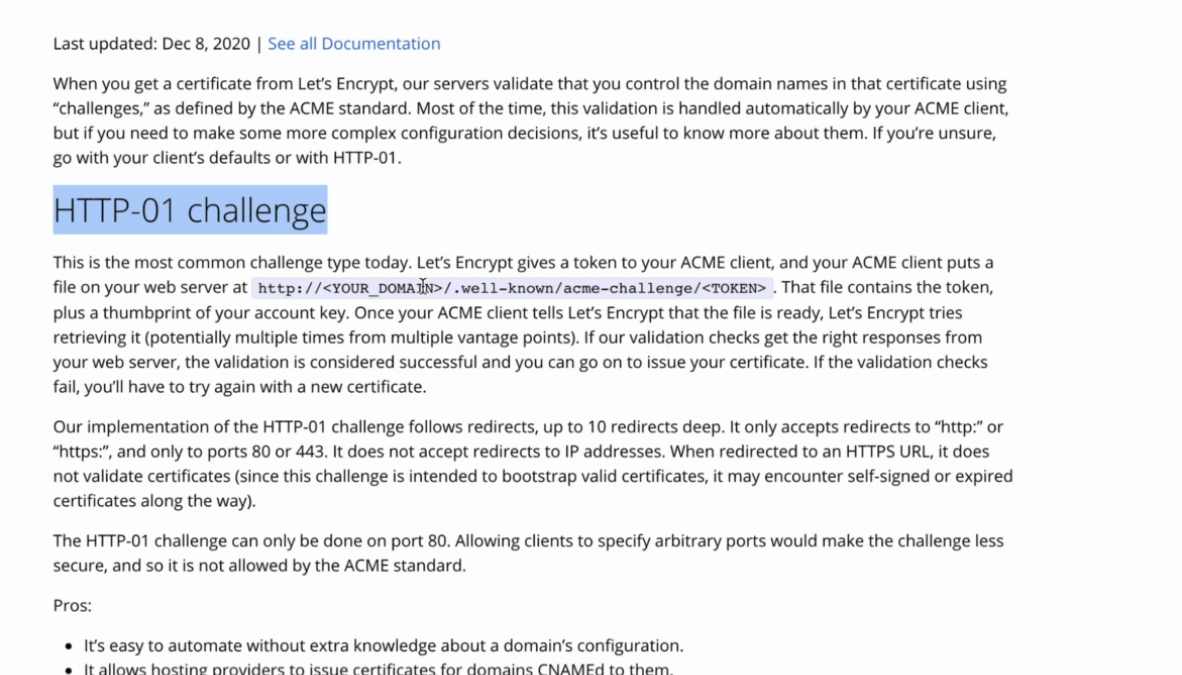 Last updated: Dec 8, 2020 | See all Documentation
When you get a certificate from Let’s Encrypt, our servers validate that you control the domain names in that certificate using
“challenges,” as defined by the ACME standard. Most of the time, this validation is handled automatically by your ACME client,
but if you need to make some more complex configuration decisions, it’s useful to know more about them. If you’re unsure,
go with your client’s defaults or with HTTP-01.
HTTP-01 challenge
This is the most common challenge type today. Let’s Encrypt gives a token to your ACME client, and your ACME client puts a
file on your web server at http://<YOUR_DOMAIN>/.well-known/acme-challenge/<TOKEN> . That file contains the token,
plus a thumbprint of your account key. Once your ACME client tells Let’s Encrypt that the file is ready, Let’s Encrypt tries
retrieving it (potentially multiple times from multiple vantage points). If our validation checks get the right responses from
your web server, the validation is considered successful and you can go on to issue your certificate. If the validation checks
fail, you’ll have to try again with a new certificate.
Our implementation of the HTTP-01 challenge follows redirects, up to 10 redirects deep. It only accepts redirects to “http:” or
“https:”, and only to ports 80 or 443. It does not accept redirects to IP addresses. When redirected to an HTTPS URL, it does
not validate certificates (since this challenge is intended to bootstrap valid certificates, it may encounter self-signed or expired
certificates along the way).
The HTTP-01 challenge can only be done on port 80. Allowing clients to specify arbitrary ports would make the challenge less
secure, and so it is not allowed by the ACME standard.
Pros:
• It’s easy to automate without extra knowledge about a domain’s configuration.
• It allows hosting providers to issue certificates for domains CNAMEd to them.